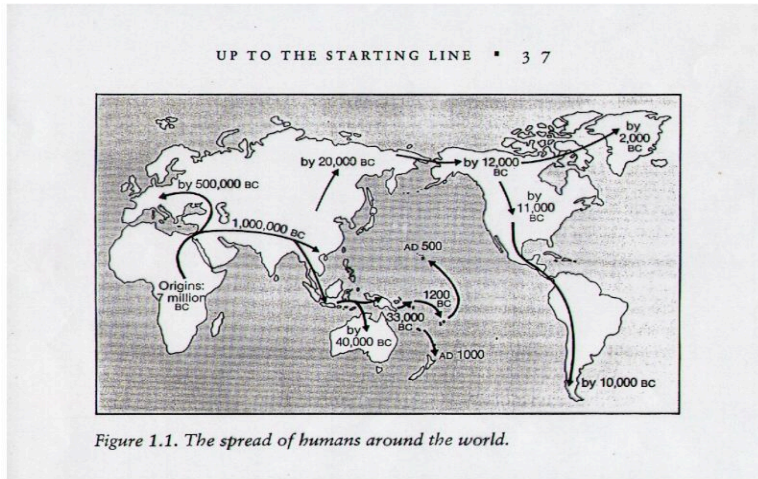 UP TO THE STARTING LINE ▪ 37
by
2,000
BC
by 20,000 BC
by 12,000
BC
by 500,000 BC
by
11,000
BC
1,000,000 BC
AD 500
Origins:
7 million
BC
1200
BC
33,000
BC
by
40,000 BC
AD 1000
by 10,000 BC
Figure 1.1. The spread of humans around the world.